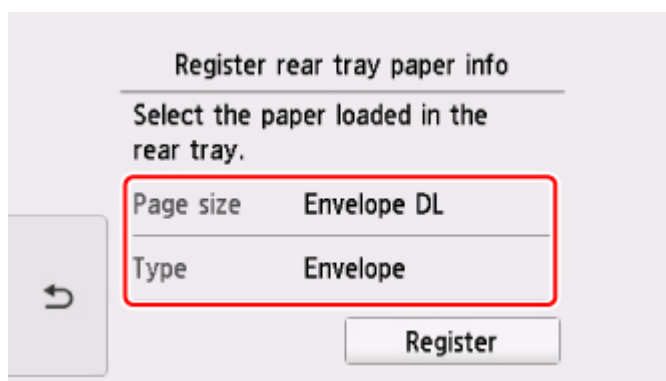 Register rear tray paper info
Select the paper loaded in the
rear tray.
Page size Envelope DL
Type Envelope
Register